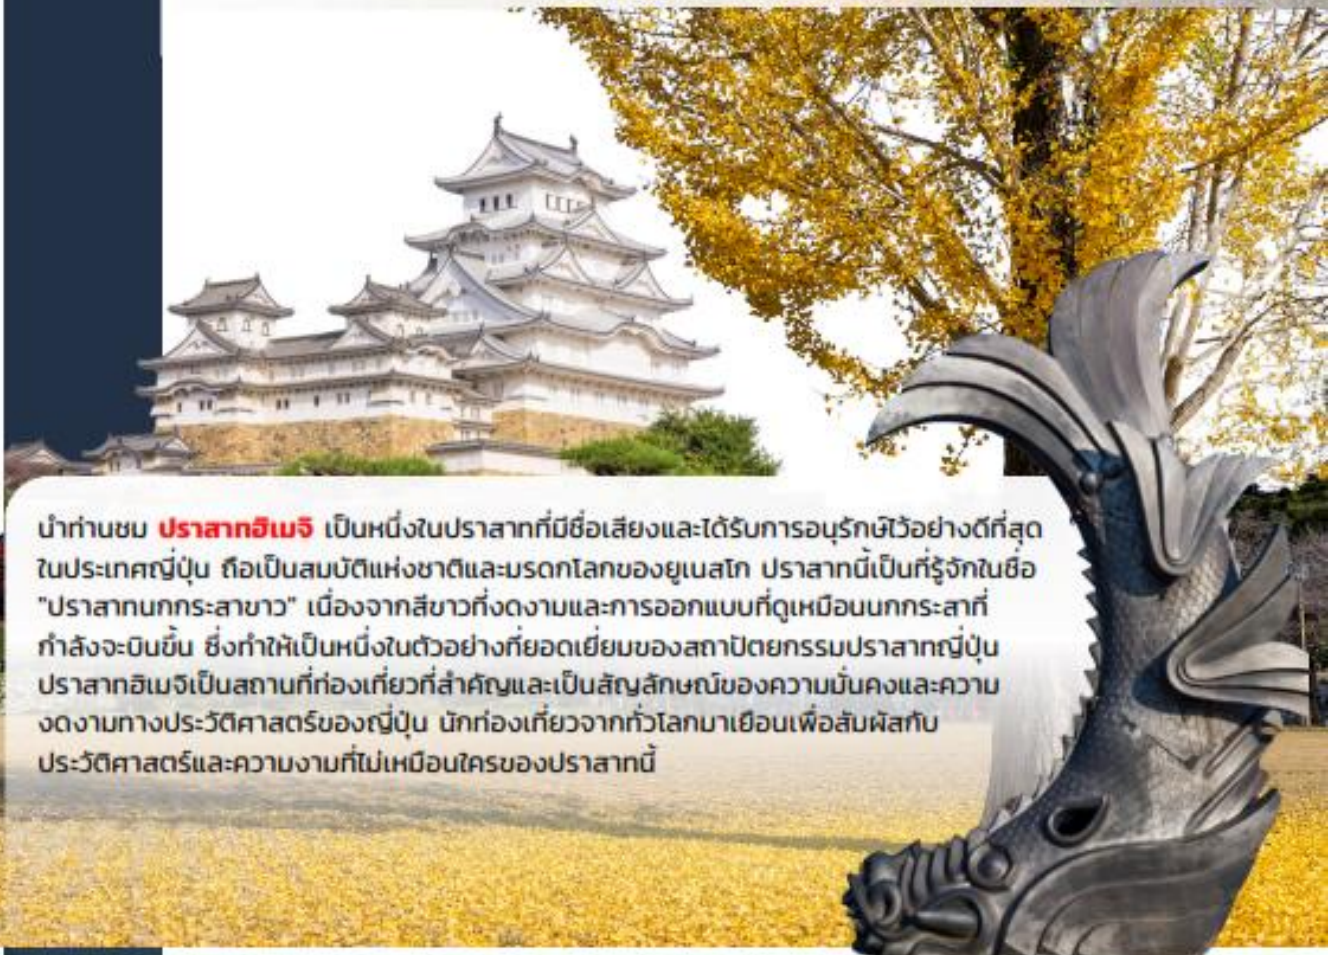 นำท่านชม ปราสาทฮิเมจิ เป็นหนึ่งในปราสาทที่มีชื่อเสียงและได้รับการอนุรักษ์ไว้อย่างดีที่สุด
ในประเทศญี่ปุ่น ถือเป็นสมบัติแห่งชาติและมรดกโลกของยูเนสโก ปราสาทนี้เป็นที่รู้จักในชื่อ
"ปราสาทนกกระสาขาว" เนื่องจากสีขาวที่งดงามและการออกแบบที่ดูเหมือนนกกระสาที่
กำลังจะบินขึ้น ซึ่งทำให้เป็นหนึ่งในตัวอย่างที่ยอดเยี่ยมของสถาปัตยกรรมปราสาทญี่ปุ่น
ปราสาทฮิเมจิเป็นสถานที่ท่องเที่ยวที่สำคัญและเป็นสัญลักษณ์ของความมั่นคงและความ
งดงามทางประวัติศาสตร์ของญี่ปุ่น นักท่องเที่ยวจากทั่วโลกมาเยือนเพื่อสัมผัสกับ
ประวัติศาสตร์และความงามที่ไม่เหมือนใครของปราสาทนี้